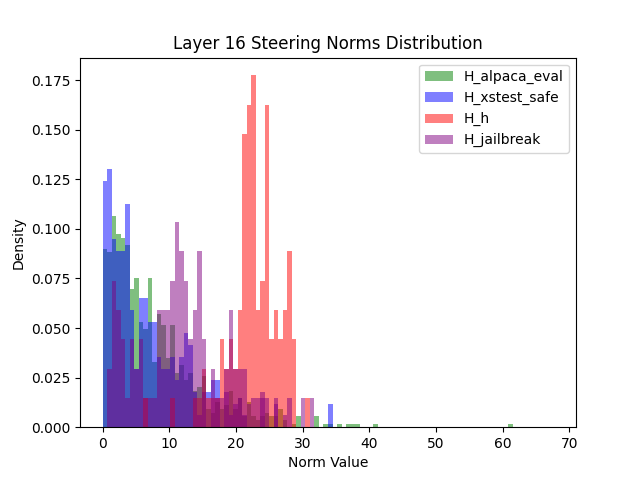 Layer 16 Steering Norms Distribution
H_alpaca_eval
H_xstest_safe
H_h
H_jailbreak
0.175
0.150
0.125
0.100
0.075
0.050
0.025
0.000
Density
0 10 20 30 40 50 60 70
Norm Value